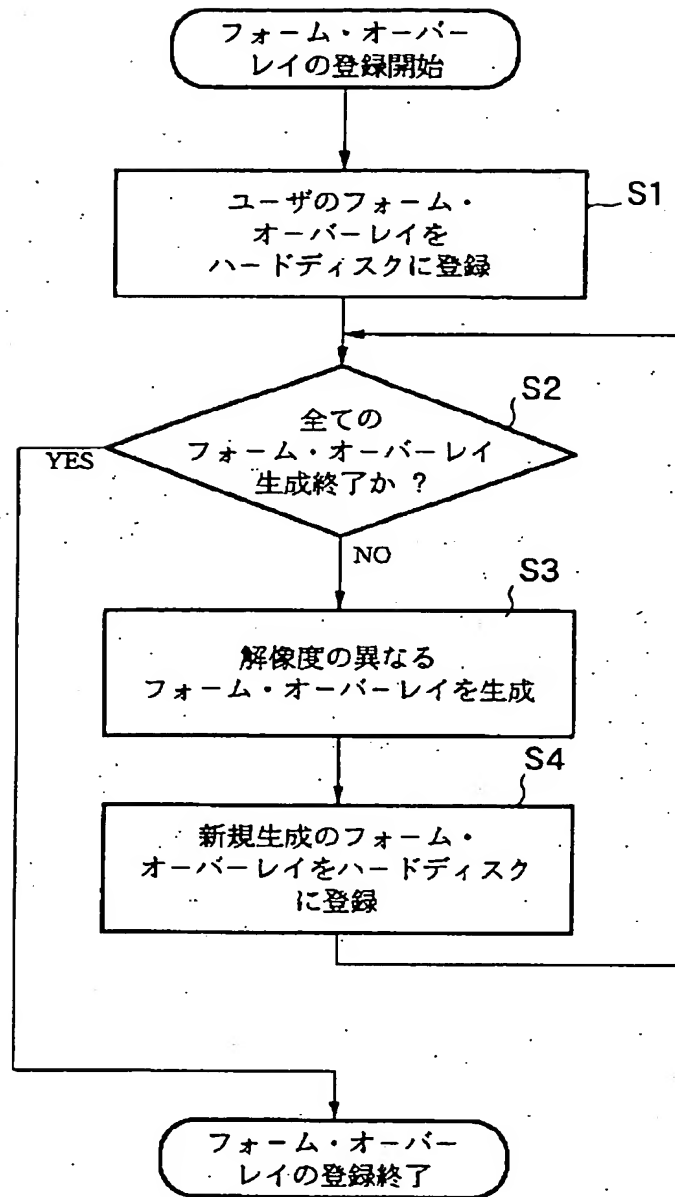 フォーム・オーバー
レイの登録開始
S1
ユーザのフォーム・
オーバーレイを
ハードディスクに登録
S2
全ての
フォーム・オーバーレイ
生成終了か ?
YES
NO
S3
解像度の異なる
フォーム・オーバーレイを生成
S4
新規生成のフォーム・
オーバーレイをハードディスク
に登録
フォーム・オーバー
レイの登録終了